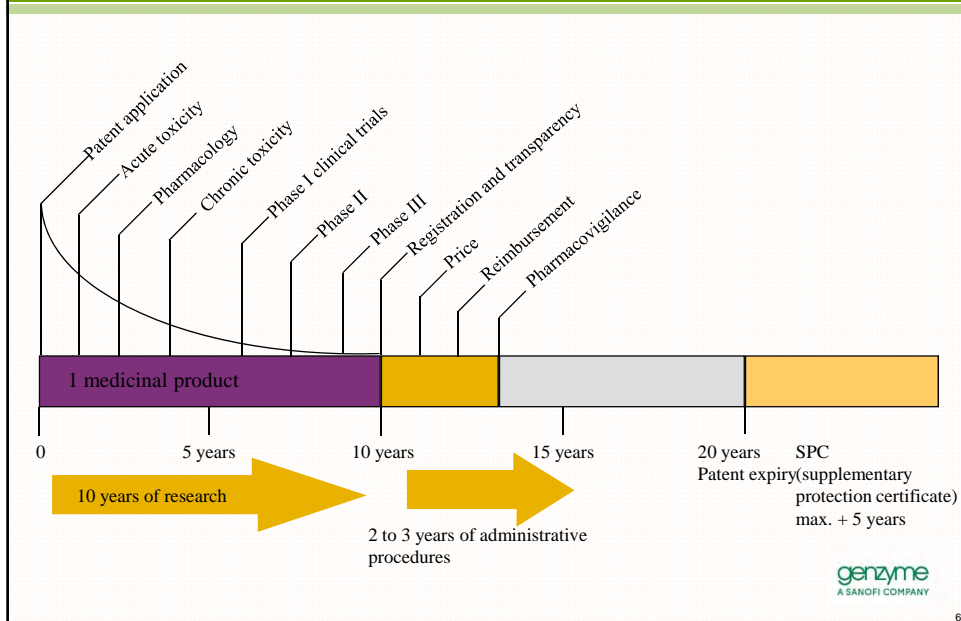 Patent application
Acute toxicity
Pharmacology
Chronic toxicity
Phase I clinical trials
Phase II
Phase III
Registration and transparency
Price
Reimbursement
Pharmacovigilance
1 medicinal product
0
5 years
10 years
15 years
20 years
Patent expiry
SPC
(supplementary
protection certificate)
max. + 5 years
10 years of research
2 to 3 years of administrative
procedures
genzyme
A SANOFI COMPANY
6